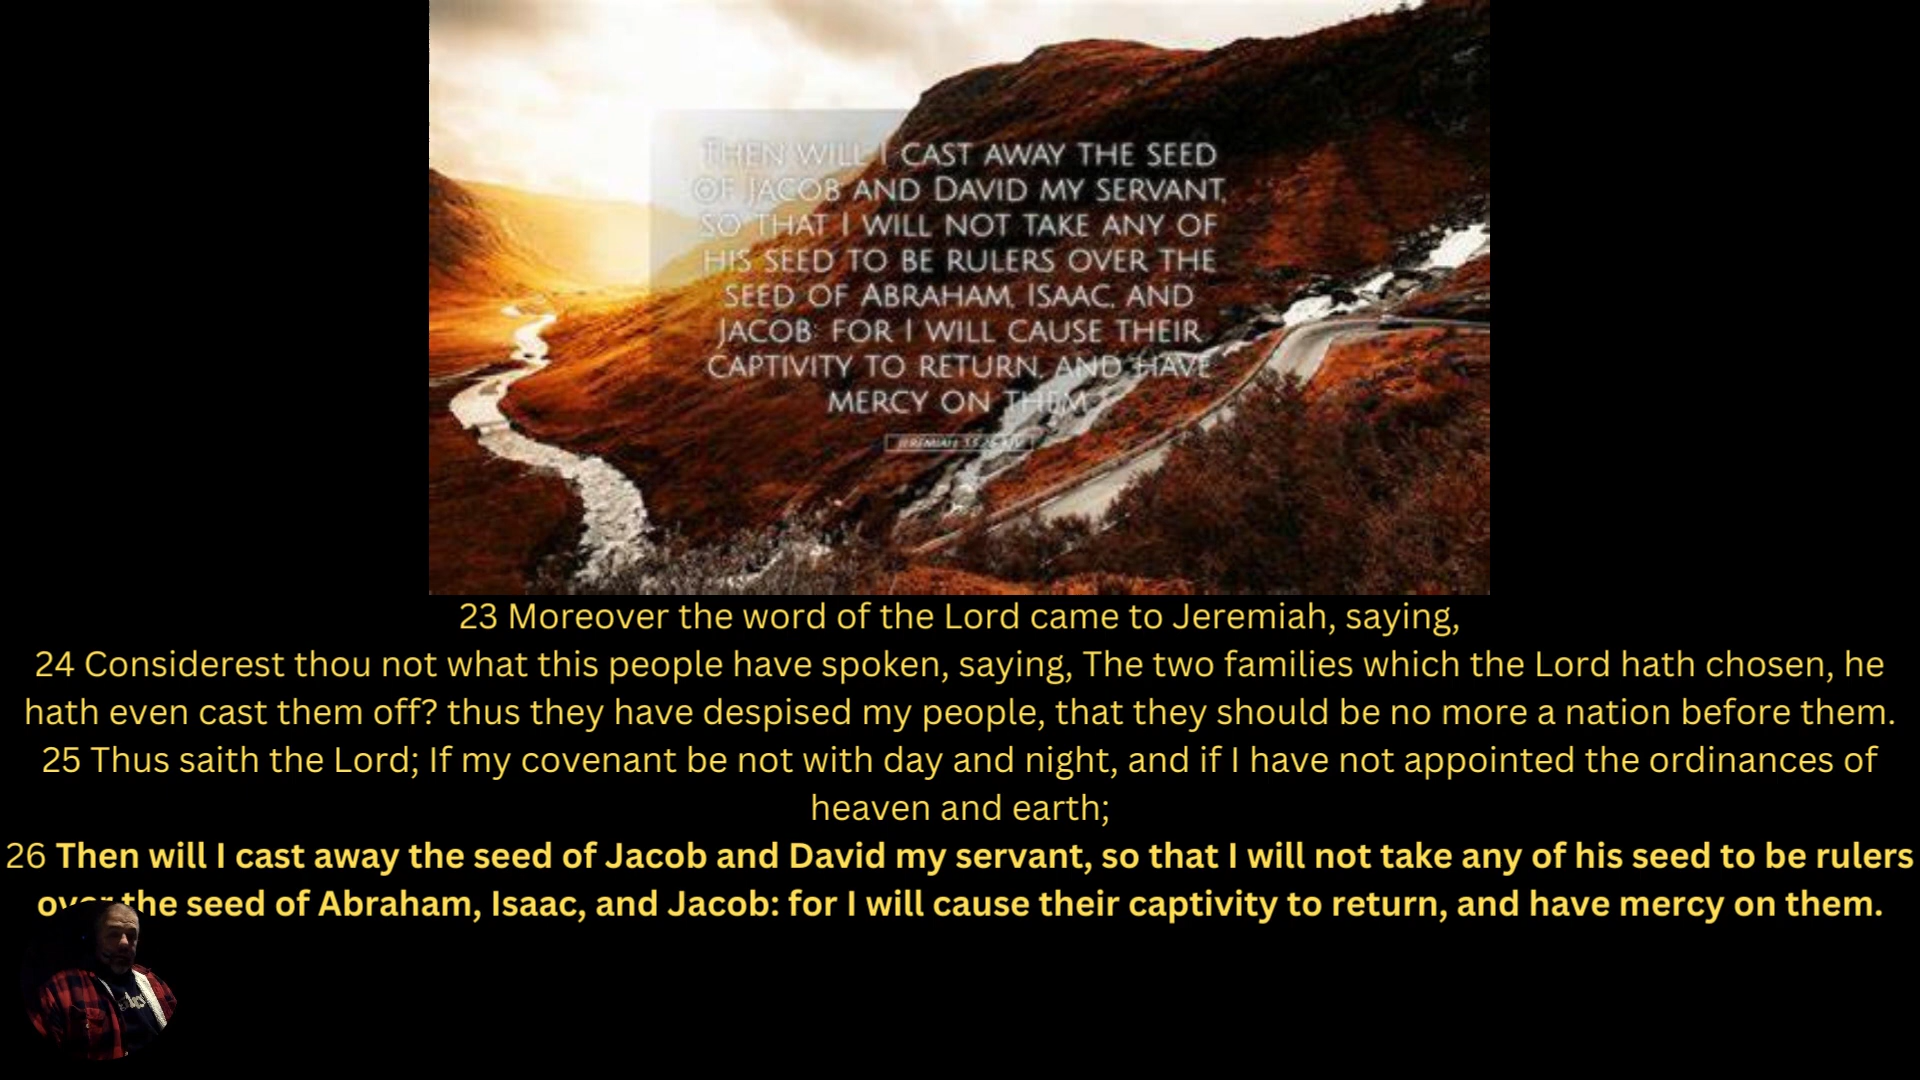 THEN WILL I CAST AWAY THE SEED
OF JACOB AND DAVID MY SERVANT,
SO THAT I WILL NOT TAKE ANY OF
HIS SEED TO BE RULERS OVER THE
SEED OF ABRAHAM, ISAAC, AND
JACOB: FOR I WILL CAUSE THEIR
CAPTIVITY TO RETURN, AND HAVE
MERCY ON THEM.
JEREMIAH 33:26 KJV
23 Moreover the word of the Lord came to Jeremiah, saying,
24 Considerest thou not what this people have spoken, saying, The two families which the Lord hath chosen, he
hath even cast them off? thus they have despised my people, that they should be no more a nation before them.
25 Thus saith the Lord; If my covenant be not with day and night, and if I have not appointed the ordinances of
heaven and earth;
26 Then will I cast away the seed of Jacob and David my servant, so that I will not take any of his seed to be rulers
over the seed of Abraham, Isaac, and Jacob: for I will cause their captivity to return, and have mercy on them.